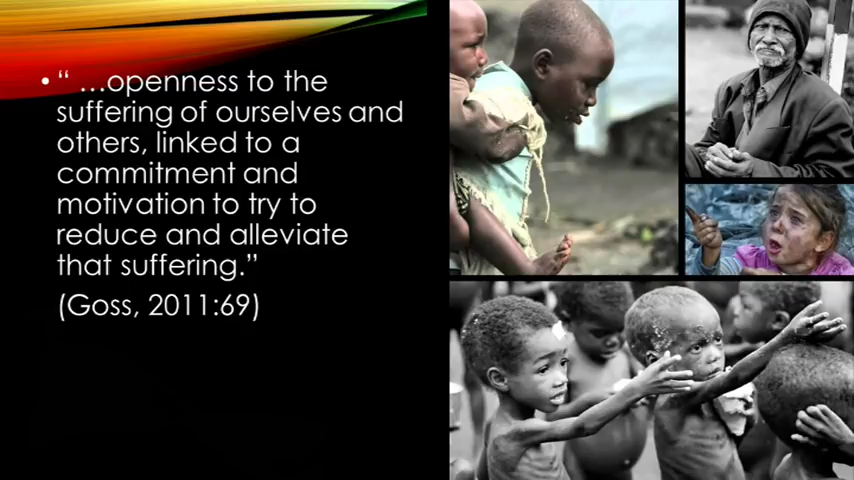 • “ …openness to the
suffering of ourselves and
others, linked to a
commitment and
motivation to try to
reduce and alleviate
that suffering.”
(Goss, 2011:69)